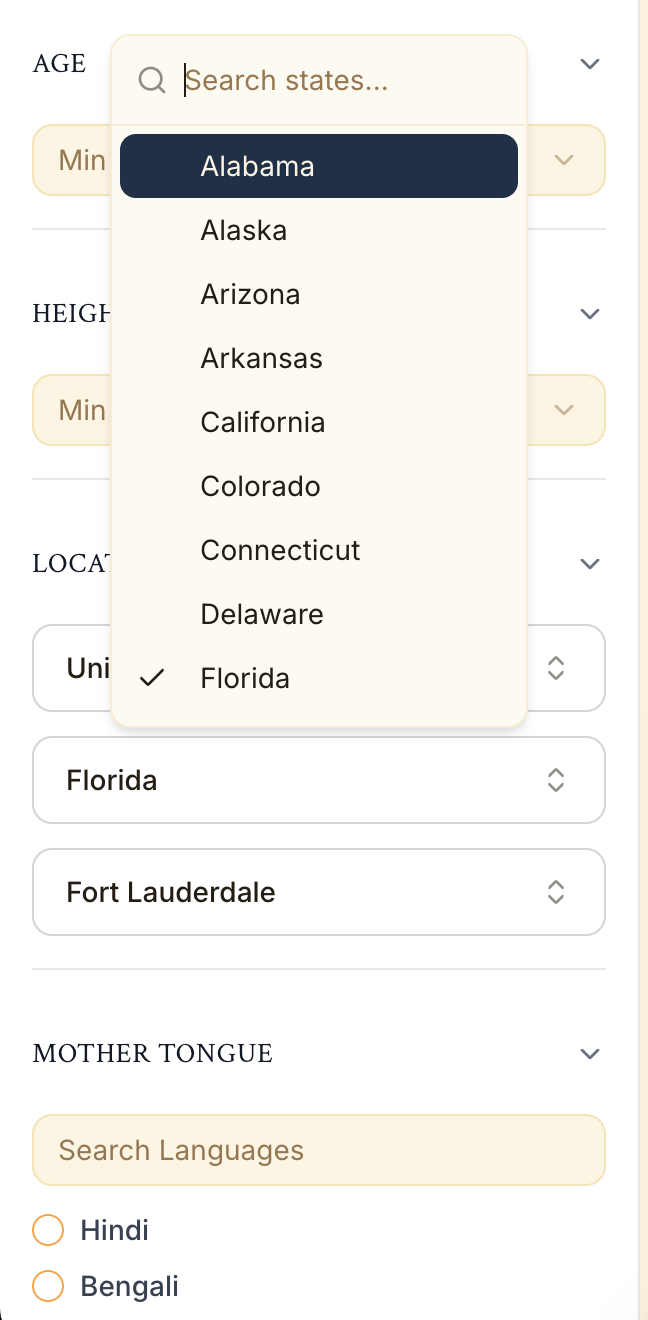 AGE
Search states...
Min
Alabama
Alaska
Arizona
HEIGH
Arkansas
Min
California
Colorado
Connecticut
LOCAT
Delaware
Uni
Florida
Florida
Fort Lauderdale
MOTHER TONGUE
Search Languages
Hindi
Bengali